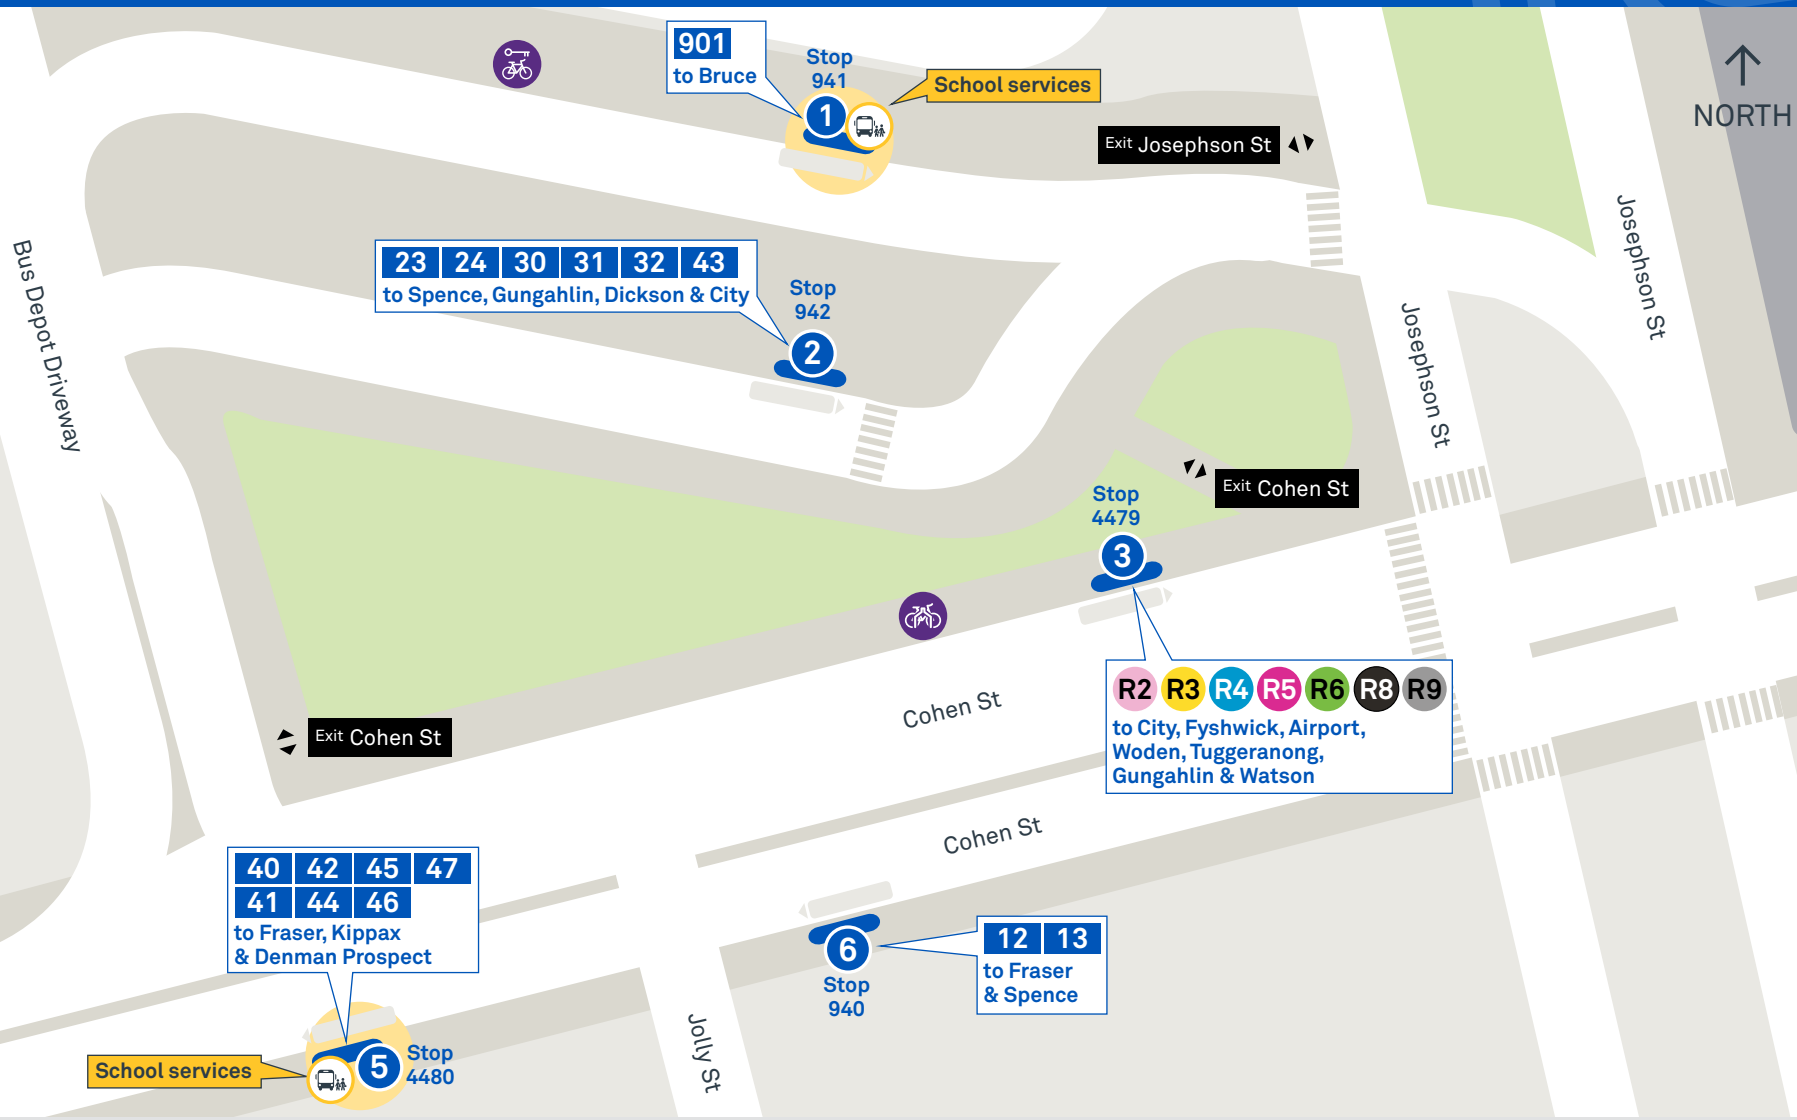 901
to Bruce
Stop
941
1
School services
NORTH
Exit Josephson St
Josephson St
Bus Depot Driveway
23 24 30 31 32 43
to Spence, Gungahlin, Dickson & City
Stop
942
2
Josephson St
Exit Cohen St
Stop
4479
3
R2 R3 R4 R5 R6 R8 R9
to City, Fyshwick, Airport,
Woden, Tuggeranong,
Gungahlin & Watson
Cohen St
Exit Cohen St
Cohen St
40 42 45 47
41 44 46
to Fraser, Kippax
& Denman Prospect
6
Stop
940
12 13
to Fraser
& Spence
Jolly St
School services
5
Stop
4480